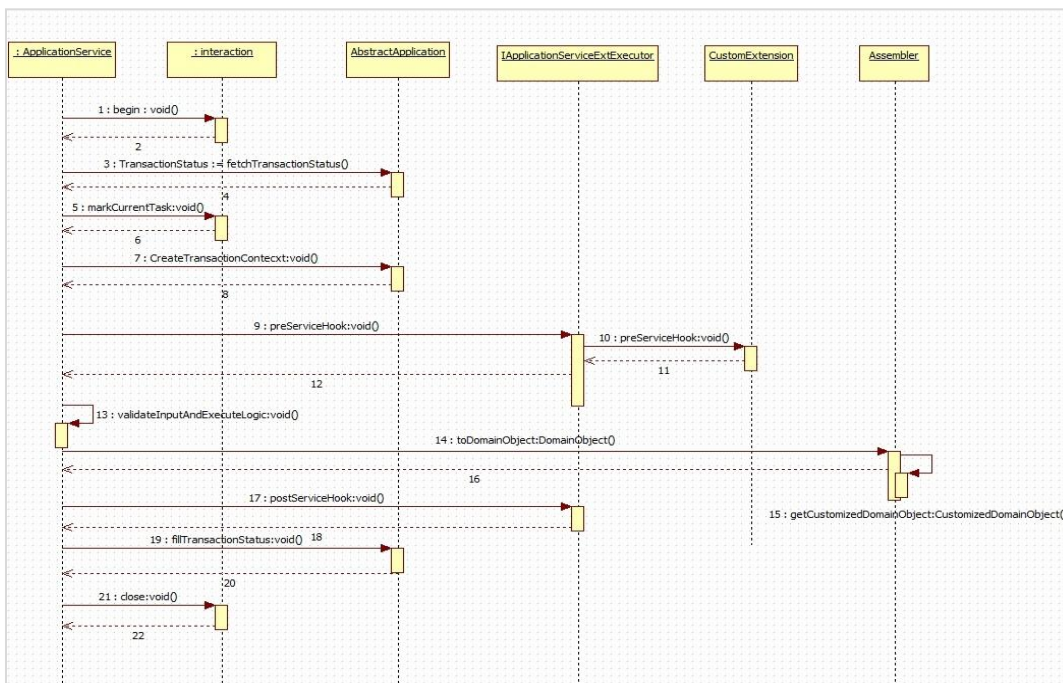 : ApplicationService
: interaction
AbstractApplication
IApplicationServiceExtExecutor
CustomExtension
Assembler
1 : begin : void()
2
3 : TransactionStatus := fetchTransactionStatus()
4
5 : markCurrentTask:void()
6
7 : CreateTransactionContecxt:void()
8
9 : preServiceHook:void()
10 : preServiceHook:void()
11
12
13 : validateInputAndExecuteLogic:void()
14 : toDomainObject:DomainObject()
16
15 : getCustomizedDomainObject:CustomizedDomainObject()
17 : postServiceHook:void()
18
19 : fillTransactionStatus:void()
20
21 : close:void()
22